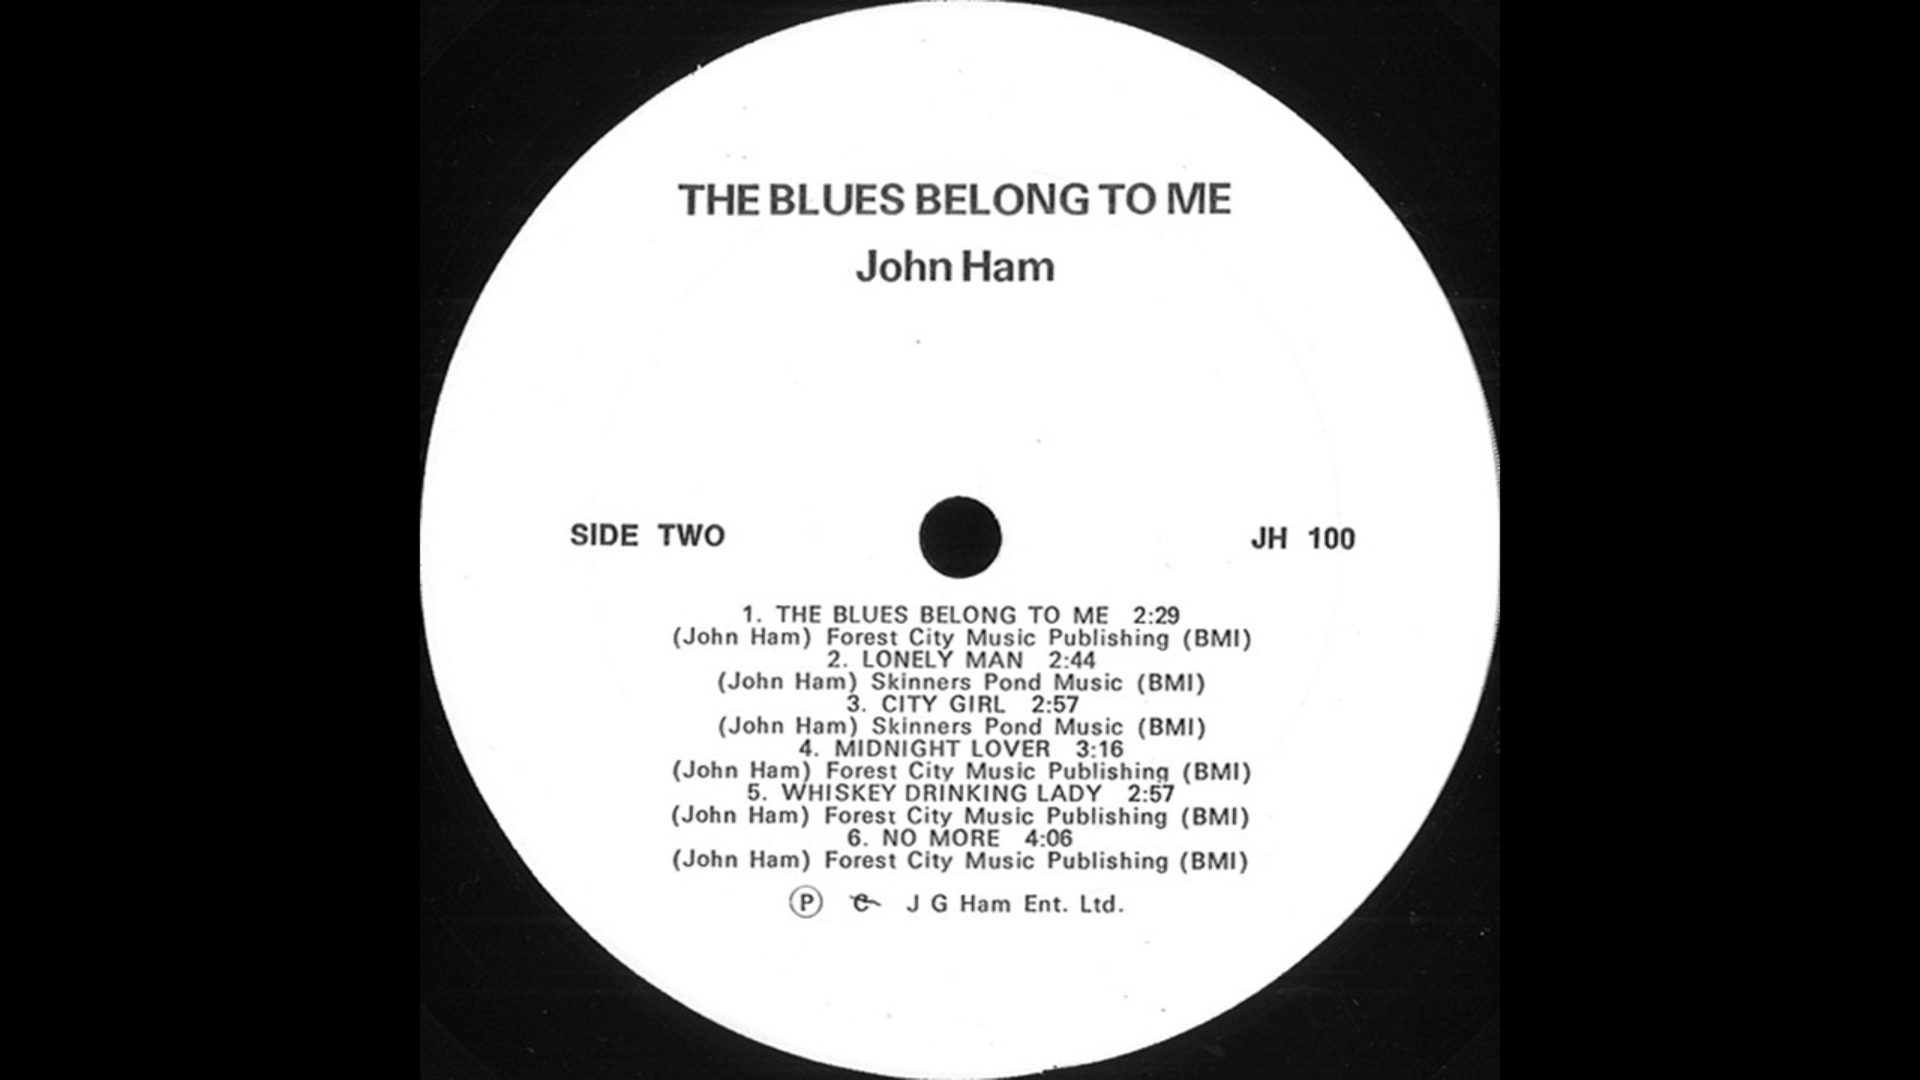 THE BLUES BELONG TO ME
John Ham
SIDE TWO JH 100
1. THE BLUES BELONG TO ME 2:29
(John Ham) Forest City Music Publishing (BMI)
2. LONELY MAN 2:44
(John Ham) Skinners Pond Music (BMI)
3. CITY GIRL 2:57
(John Ham) Skinners Pond Music (BMI)
4. MIDNIGHT LOVER 3:16
(John Ham) Forest City Music Publishing (BMI)
5. WHISKEY DRINKING LADY 2:57
(John Ham) Forest City Music Publishing (BMI)
6. NO MORE 4:06
(John Ham) Forest City Music Publishing (BMI)
Ⓟ J G Ham Ent. Ltd.